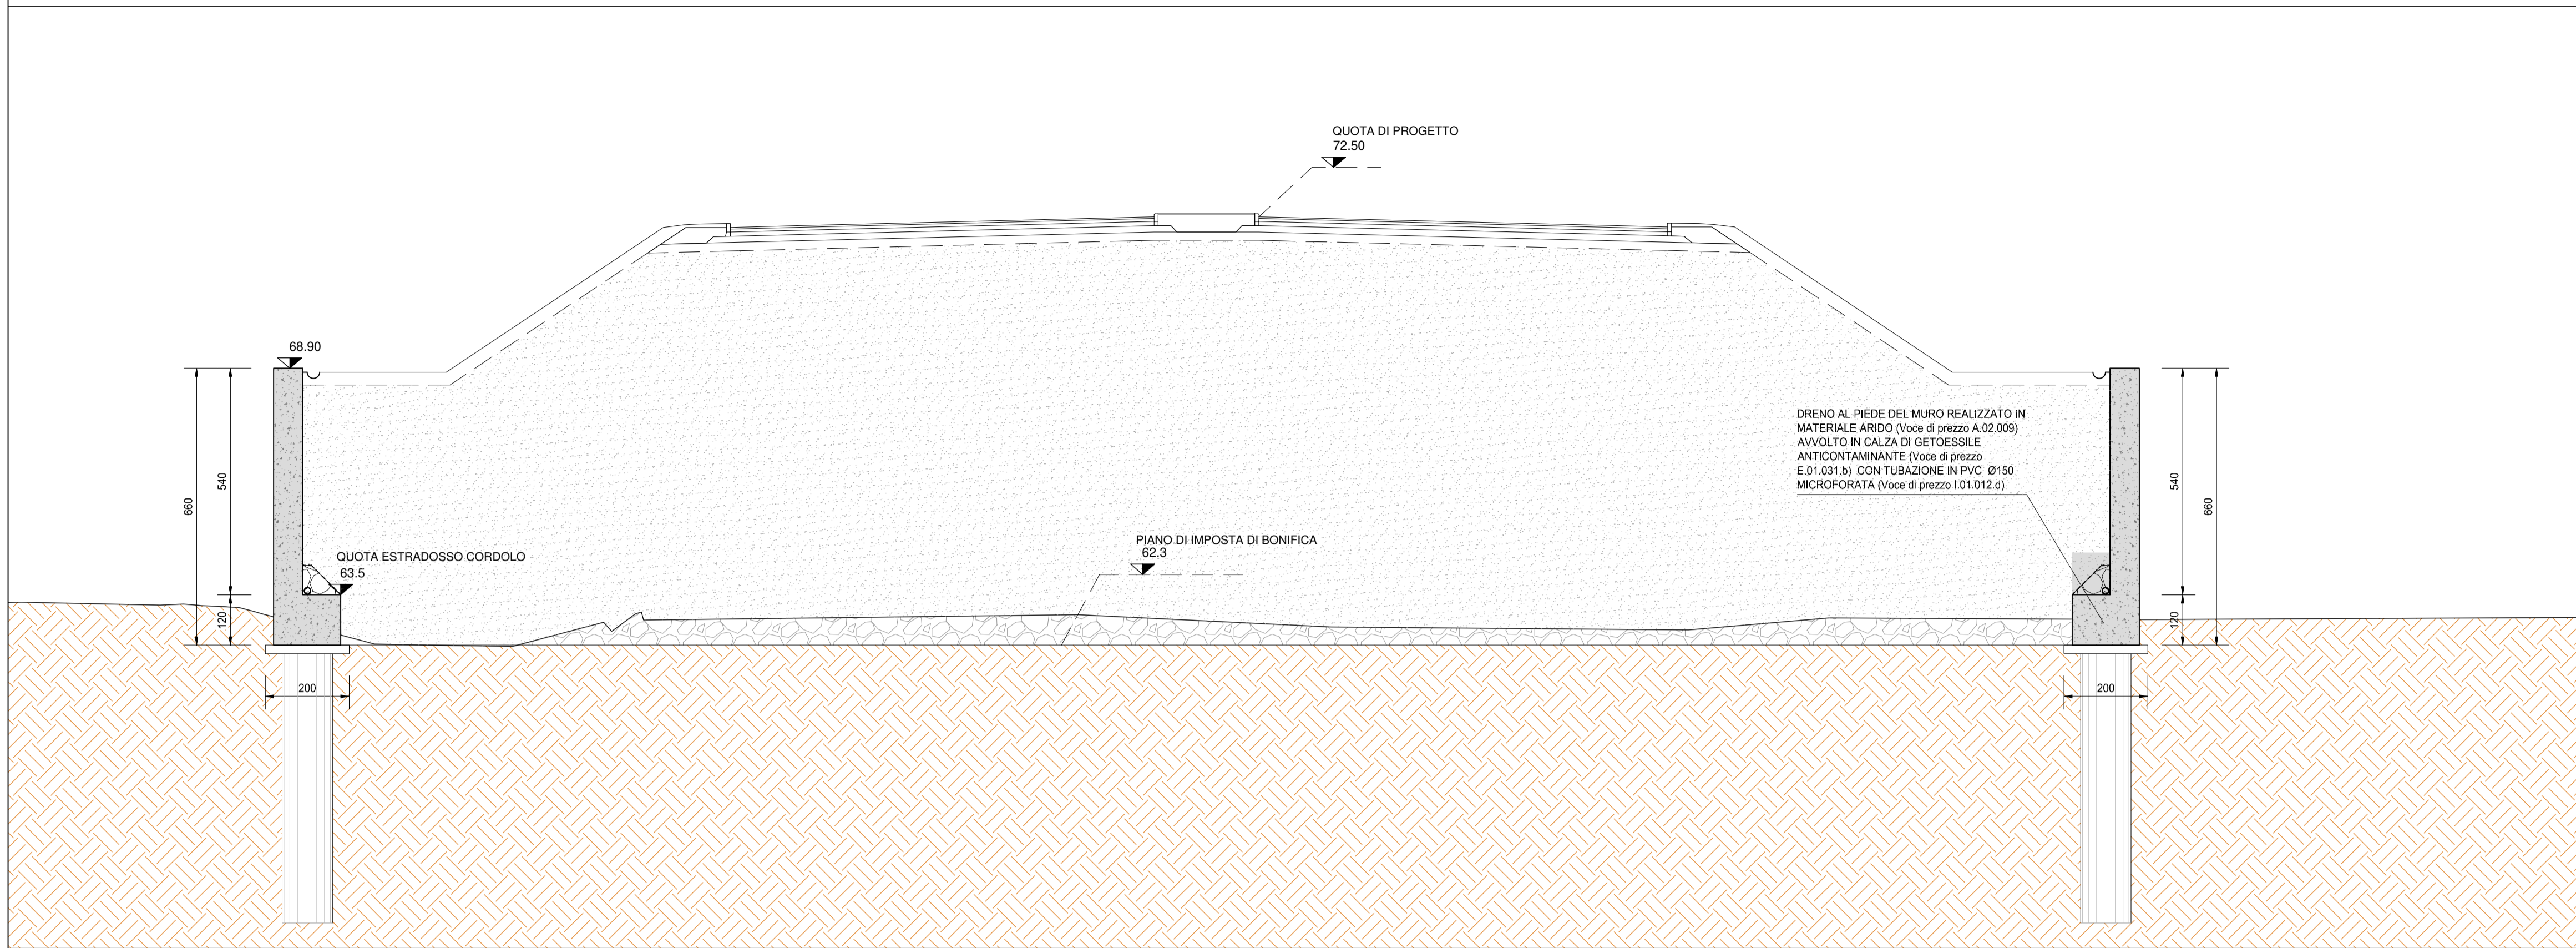 QUOTA DI PROGETTO
72.50
68.90
DRENO AL PIEDE DEL MURO REALIZZATO IN
MATERIALE ARIDO (Voce di prezzo A.02.009)
AVVOLTO IN CALZA DI GETOESSILE
ANTICONTAMINANTE (Voce di prezzo
E.01.031.b) CON TUBAZIONE IN PVC Ø150
MICROFORATA (Voce di prezzo I.01.012.d)
660
540
540
660
PIANO DI IMPOSTA DI BONIFICA
62.3
QUOTA ESTRADOSSO CORDOLO
63.5
120
120
200
200